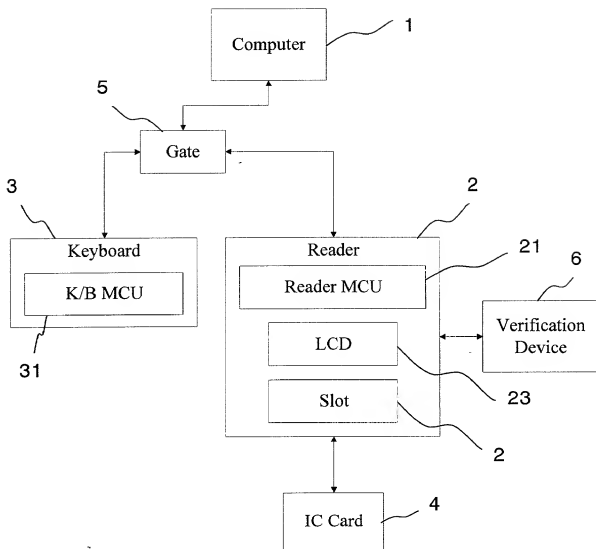 Computer
1
5
Gate
3
2
Keyboard
Reader
21
K/B MCU
Reader MCU
6
31
LCD
Verification
Device
23
Slot
2
IC Card
4